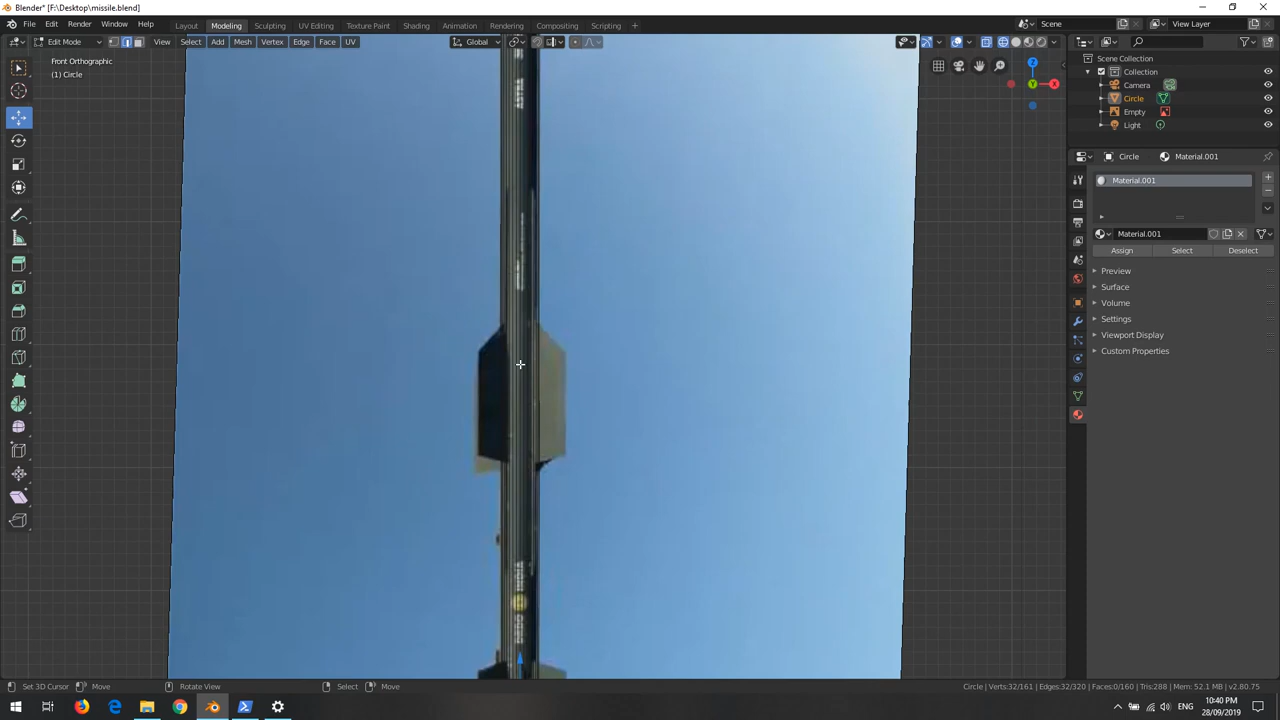 Blender* [F:\Desktop\missile.blend]
File Edit Render Window Help Layout Modeling Sculpting UV Editing Texture Paint Shading Animation Rendering Compositing Scripting + Scene View Layer
Edit Mode View Select Add Mesh Vertex Edge Face UV Global
Front Orthographic
(1) Circle
Z
Y
X
Scene Collection
Collection
Camera
Circle
Empty
Light
Circle Material.001
Material.001
Material.001
Assign Select Deselect
Preview
Surface
Volume
Settings
Viewport Display
Custom Properties
Set 3D Cursor Move Rotate View Select Move Circle | Verts:32/161 | Edges:32/320 | Faces:0/160 | Tris:288 | Mem: 52.1 MB | v2.80.75
ENG 10:40 PM
28/09/2019